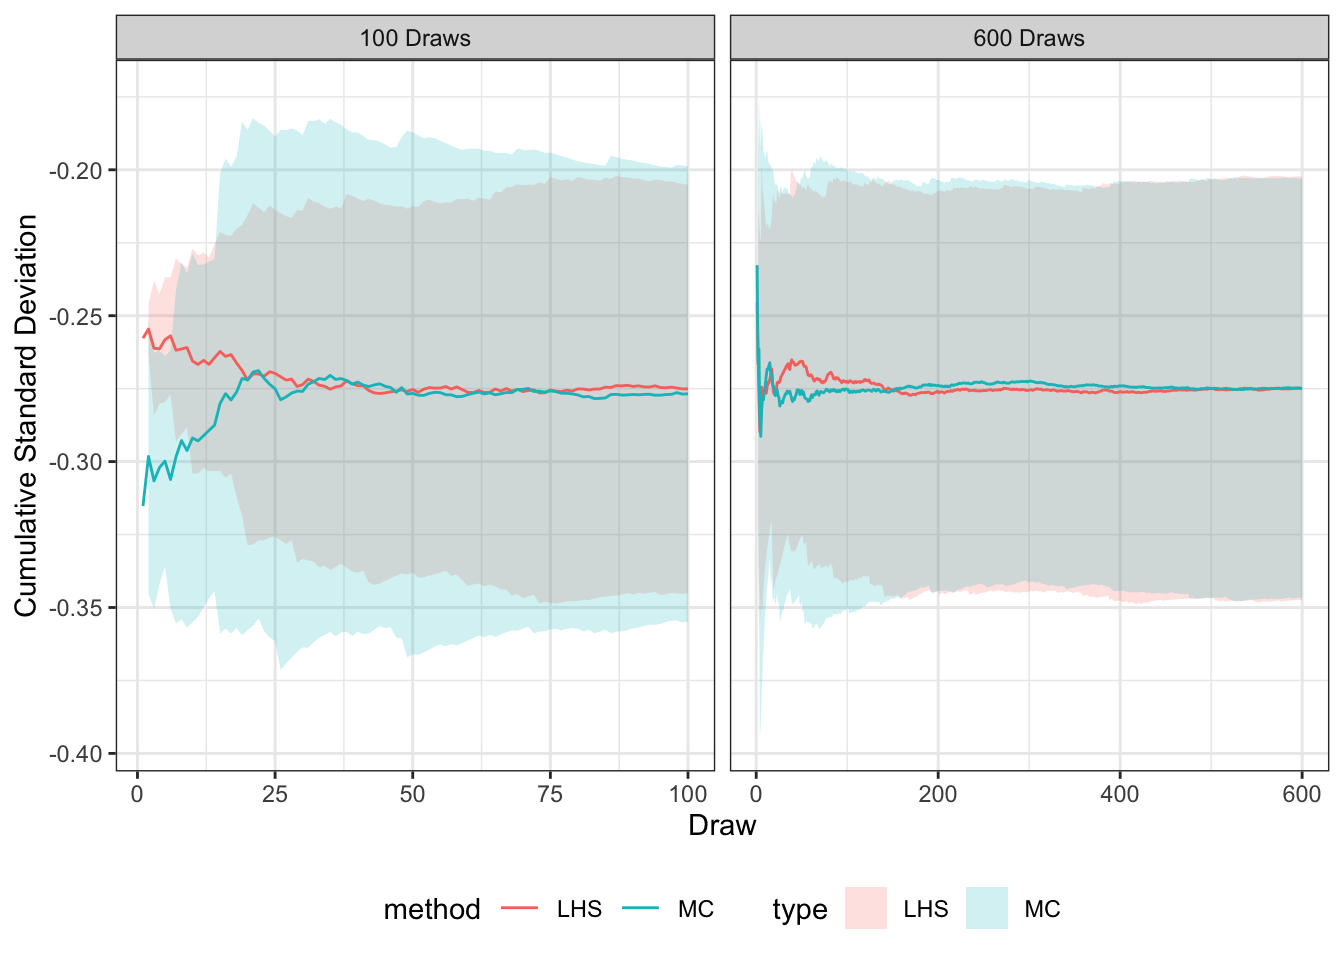 100 Draws
600 Draws
Cumulative Standard Deviation
-0.20
-0.25
-0.30
-0.35
-0.40
0 25 50 75 100
0 200 400 600
Draw
method LHS MC type LHS MC